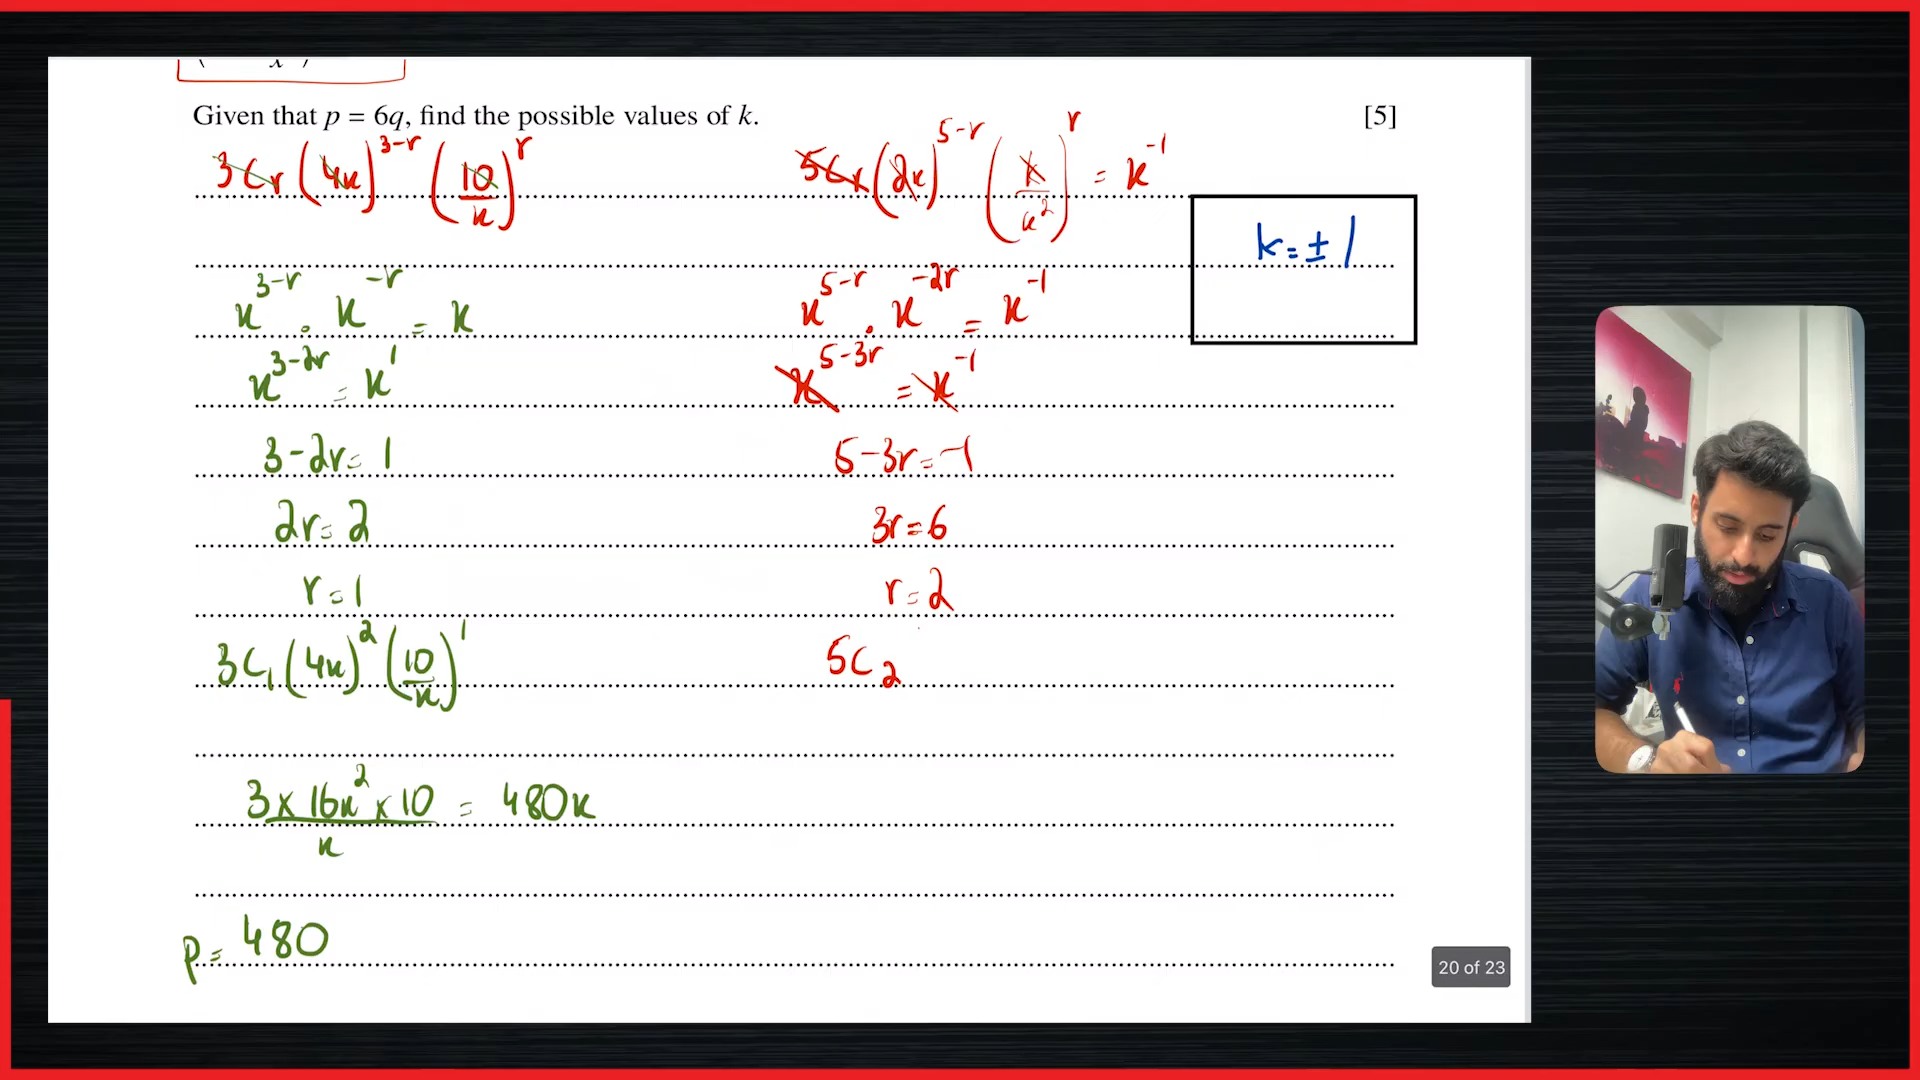 Given that p = 6q, find the possible values of k. [5]
3Cr (4x)^3-r (10/x)^r
5Cr (2x)^5-r (k/x^2)^r = x^-1
k = ± 1
x^3-r . x^-r = x
x^5-r . x^-2r = x^-1
x^3-2r = x^1
x^5-3r = x^-1
3-2r = 1
5-3r = -1
2r = 2
3r = 6
r = 1
r = 2
3C1 (4x)^2 (10/x)^1
5C2
3 × 16x^2 × 10 / x = 480x
p = 480
20 of 23